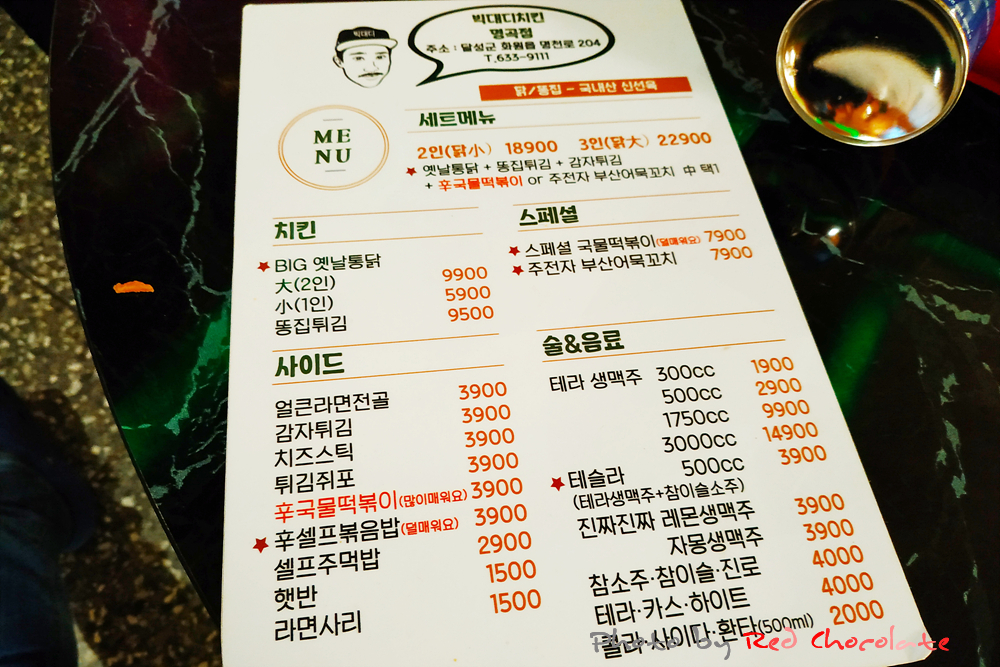 빅대디
빅대디치킨
명곡점
주소 : 달성군 화원읍 명천로 204
T.633-9111
닭/똥집 - 국내산 신선육
ME
NU
세트메뉴
2인(닭小) 18900 3인(닭大) 22900
★ 옛날통닭 + 똥집튀김 + 감자튀김
+ 辛국물떡볶이 or 주전자 부산어묵꼬치 中 택1
치킨
★ BIG 옛날통닭
大(2인) 9900
小(1인) 5900
똥집튀김 9500
스페셜
★ 스페셜 국물떡볶이(덜매워요) 7900
★ 주전자 부산어묵꼬치 7900
사이드
얼큰라면전골 3900
감자튀김 3900
치즈스틱 3900
튀김쥐포 3900
辛국물떡볶이(많이매워요) 3900
★ 辛셀프볶음밥(덜매워요) 3900
셀프주먹밥 2900
햇반 1500
라면사리 1500
술&음료
테라 생맥주 300cc 1900
500cc 2900
1750cc 9900
3000cc 14900
★ 테슬라 500cc 3900
(테라생맥주+참이슬소주)
진짜진짜 레몬생맥주 3900
자몽생맥주 3900
참소주·참이슬·진로 4000
테라·카스·하이트 4000
콜라·사이다·환타(500ml) 2000
Photo by Red Chocolate